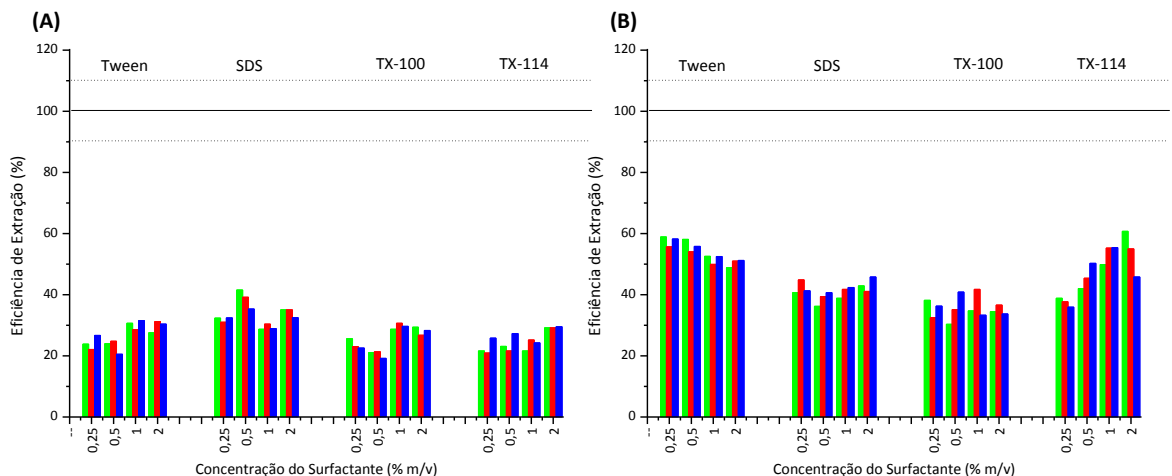 (A)
120
100
80
60
40
20
0
Eficiência de Extração (%)
Tween SDS TX-100 TX-114
-- 0,25 0,5 1 2 0,25 0,5 1 2 0,25 0,5 1 2 0,25 0,5 1 2
Concentração do Surfactante (% m/v)
(B)
120
100
80
60
40
20
0
Eficiência de Extração (%)
Tween SDS TX-100 TX-114
-- 0,25 0,5 1 2 0,25 0,5 1 2 0,25 0,5 1 2 0,25 0,5 1 2
Concentração do Surfactante (% m/v)